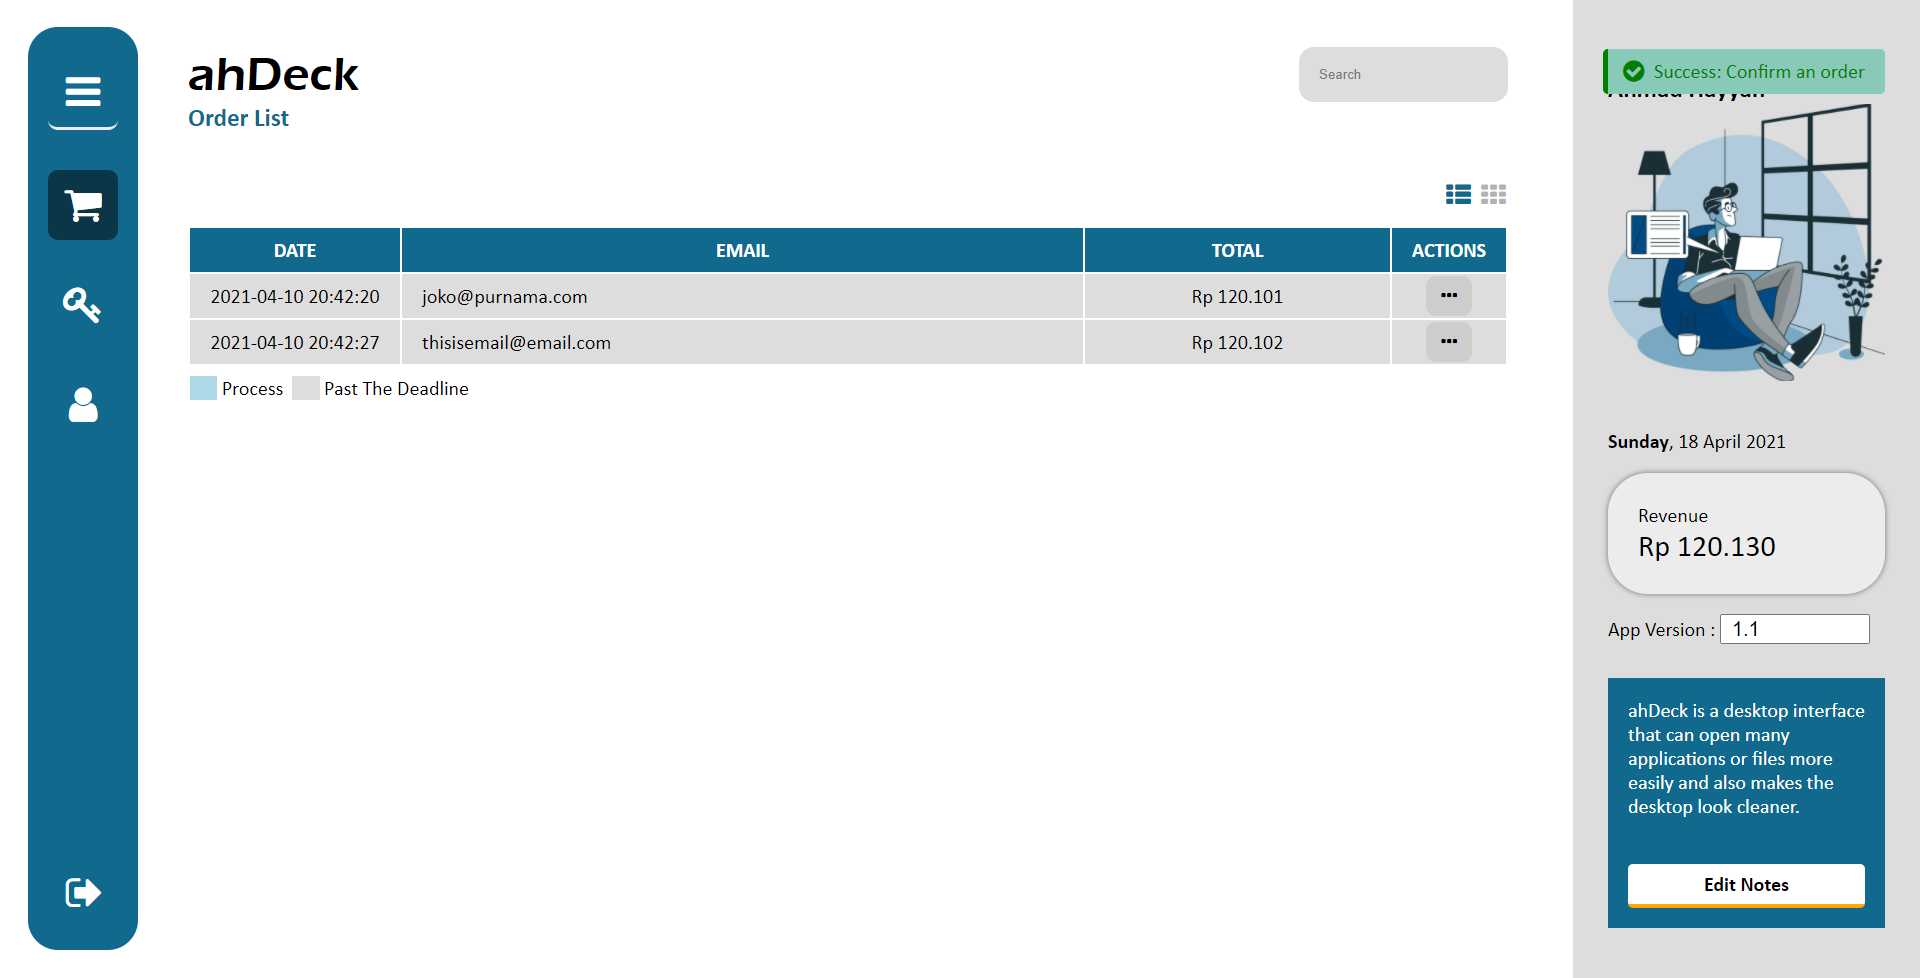 ahDeck
Order List
Search
DATE EMAIL TOTAL ACTIONS
2021-04-10 20:42:20 joko@purnama.com Rp 120.101
2021-04-10 20:42:27 thisisemail@email.com Rp 120.102
Process Past The Deadline
Success: Confirm an order
Sunday, 18 April 2021
Revenue
Rp 120.130
App Version : 1.1
ahDeck is a desktop interface
that can open many
applications or files more
easily and also makes the
desktop look cleaner.
Edit Notes